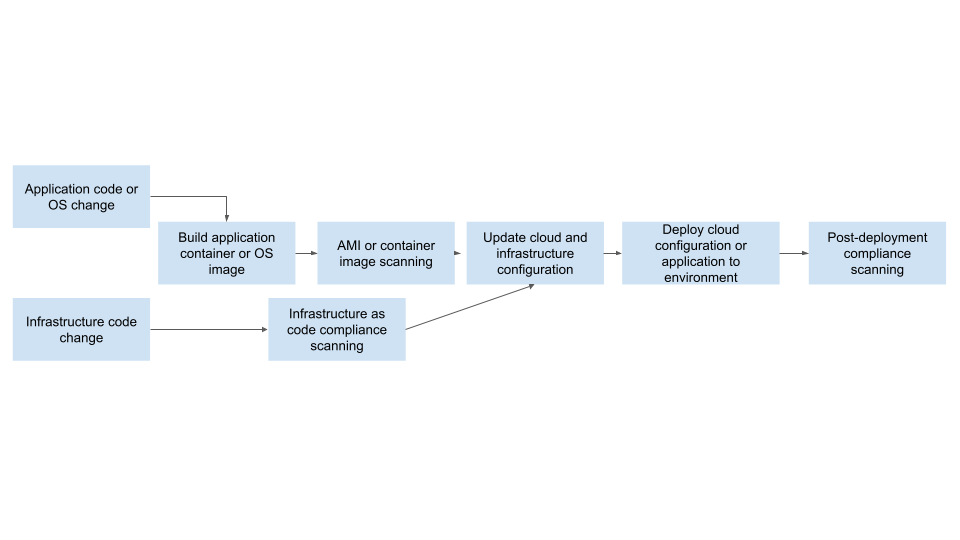 Application code or
OS change
Build application
container or OS
image
AMI or container
image scanning
Update cloud and
infrastructure
configuration
Deploy cloud
configuration or
application to
environment
Post-deployment
compliance
scanning
Infrastructure code
change
Infrastructure as
code compliance
scanning